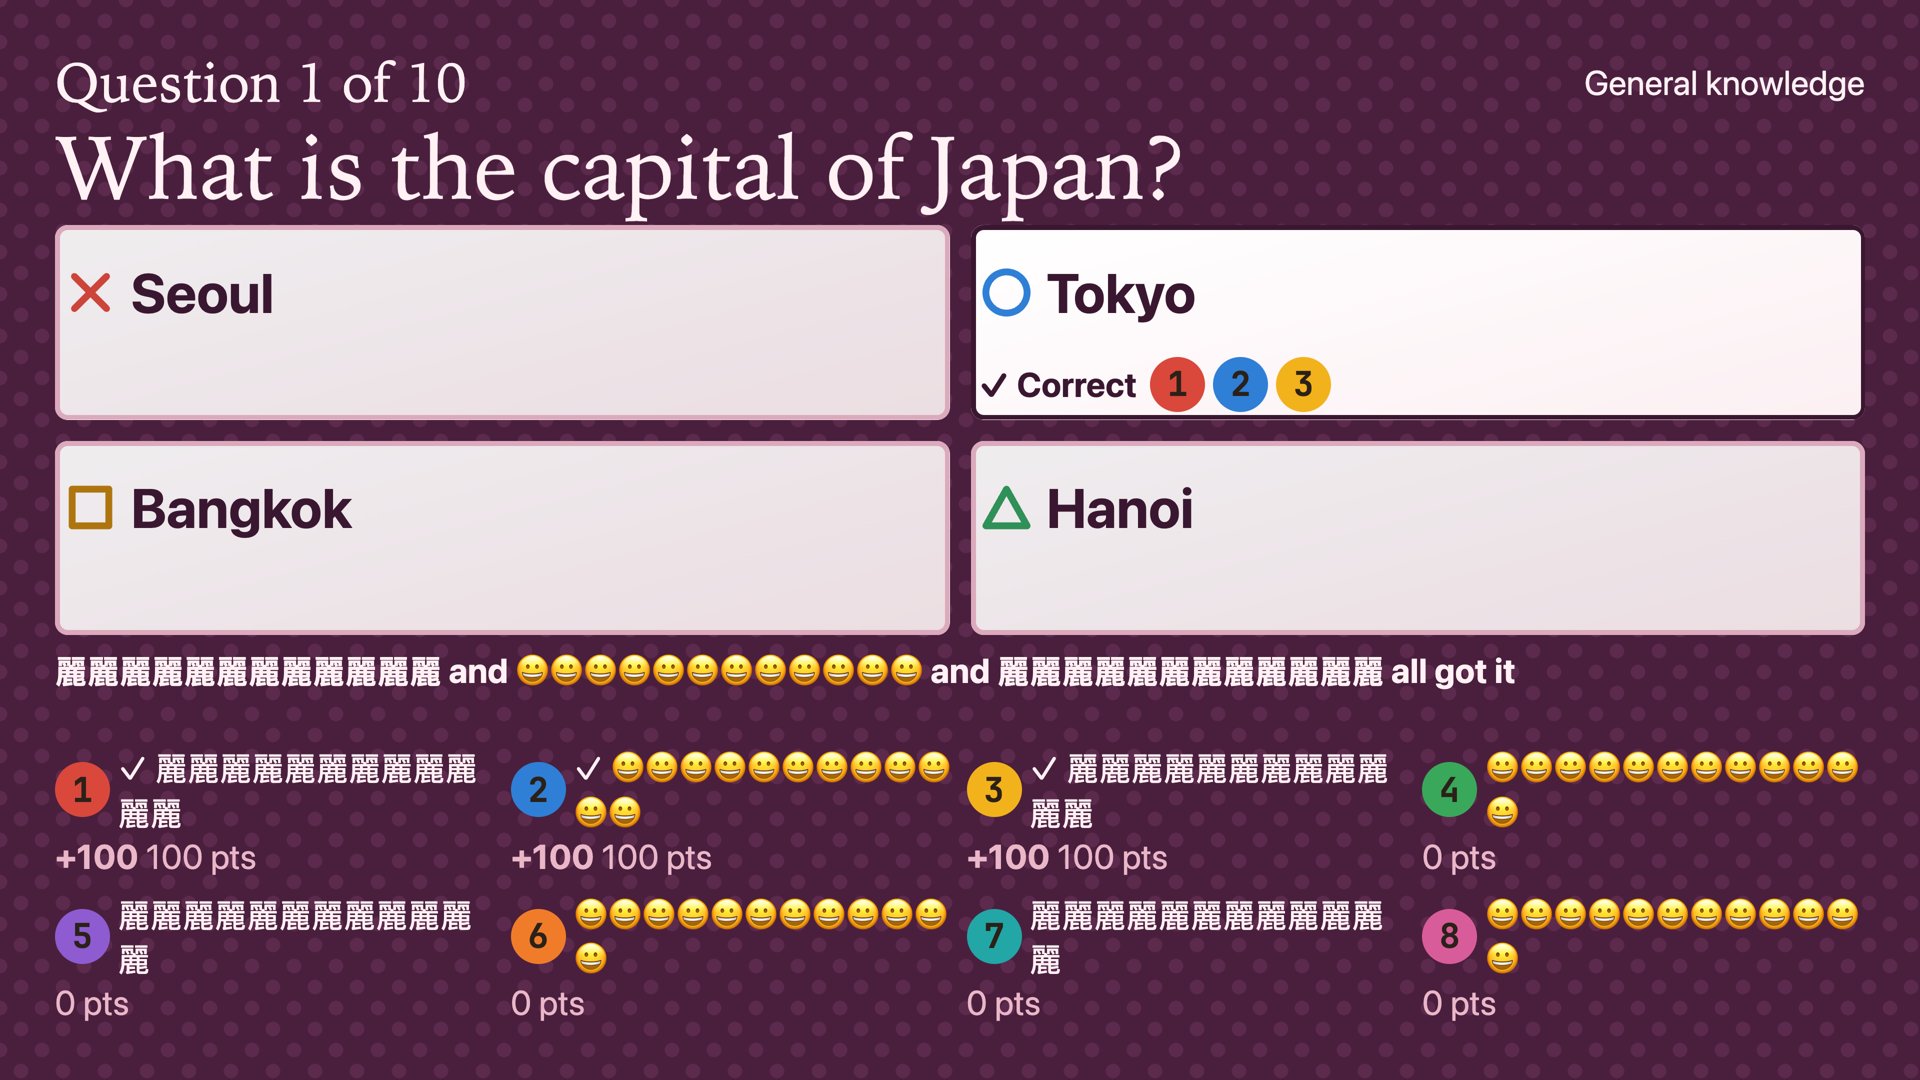 Question 1 of 10
General knowledge
What is the capital of Japan?
Seoul
Tokyo
✓ Correct 1 2 3
Bangkok
Hanoi
麗麗麗麗麗麗麗麗麗麗麗麗 and 😀😀😀😀😀😀😀😀😀😀😀😀 and 麗麗麗麗麗麗麗麗麗麗麗麗 all got it
1 ✓ 麗麗麗麗麗麗麗麗麗麗
麗麗
+100 100 pts
2 ✓ 😀😀😀😀😀😀😀😀😀😀
😀😀
+100 100 pts
3 ✓ 麗麗麗麗麗麗麗麗麗麗
麗麗
+100 100 pts
4 😀😀😀😀😀😀😀😀😀😀😀
😀
0 pts
5 麗麗麗麗麗麗麗麗麗麗麗
麗
0 pts
6 😀😀😀😀😀😀😀😀😀😀😀
😀
0 pts
7 麗麗麗麗麗麗麗麗麗麗麗
麗
0 pts
8 😀😀😀😀😀😀😀😀😀😀😀
😀
0 pts